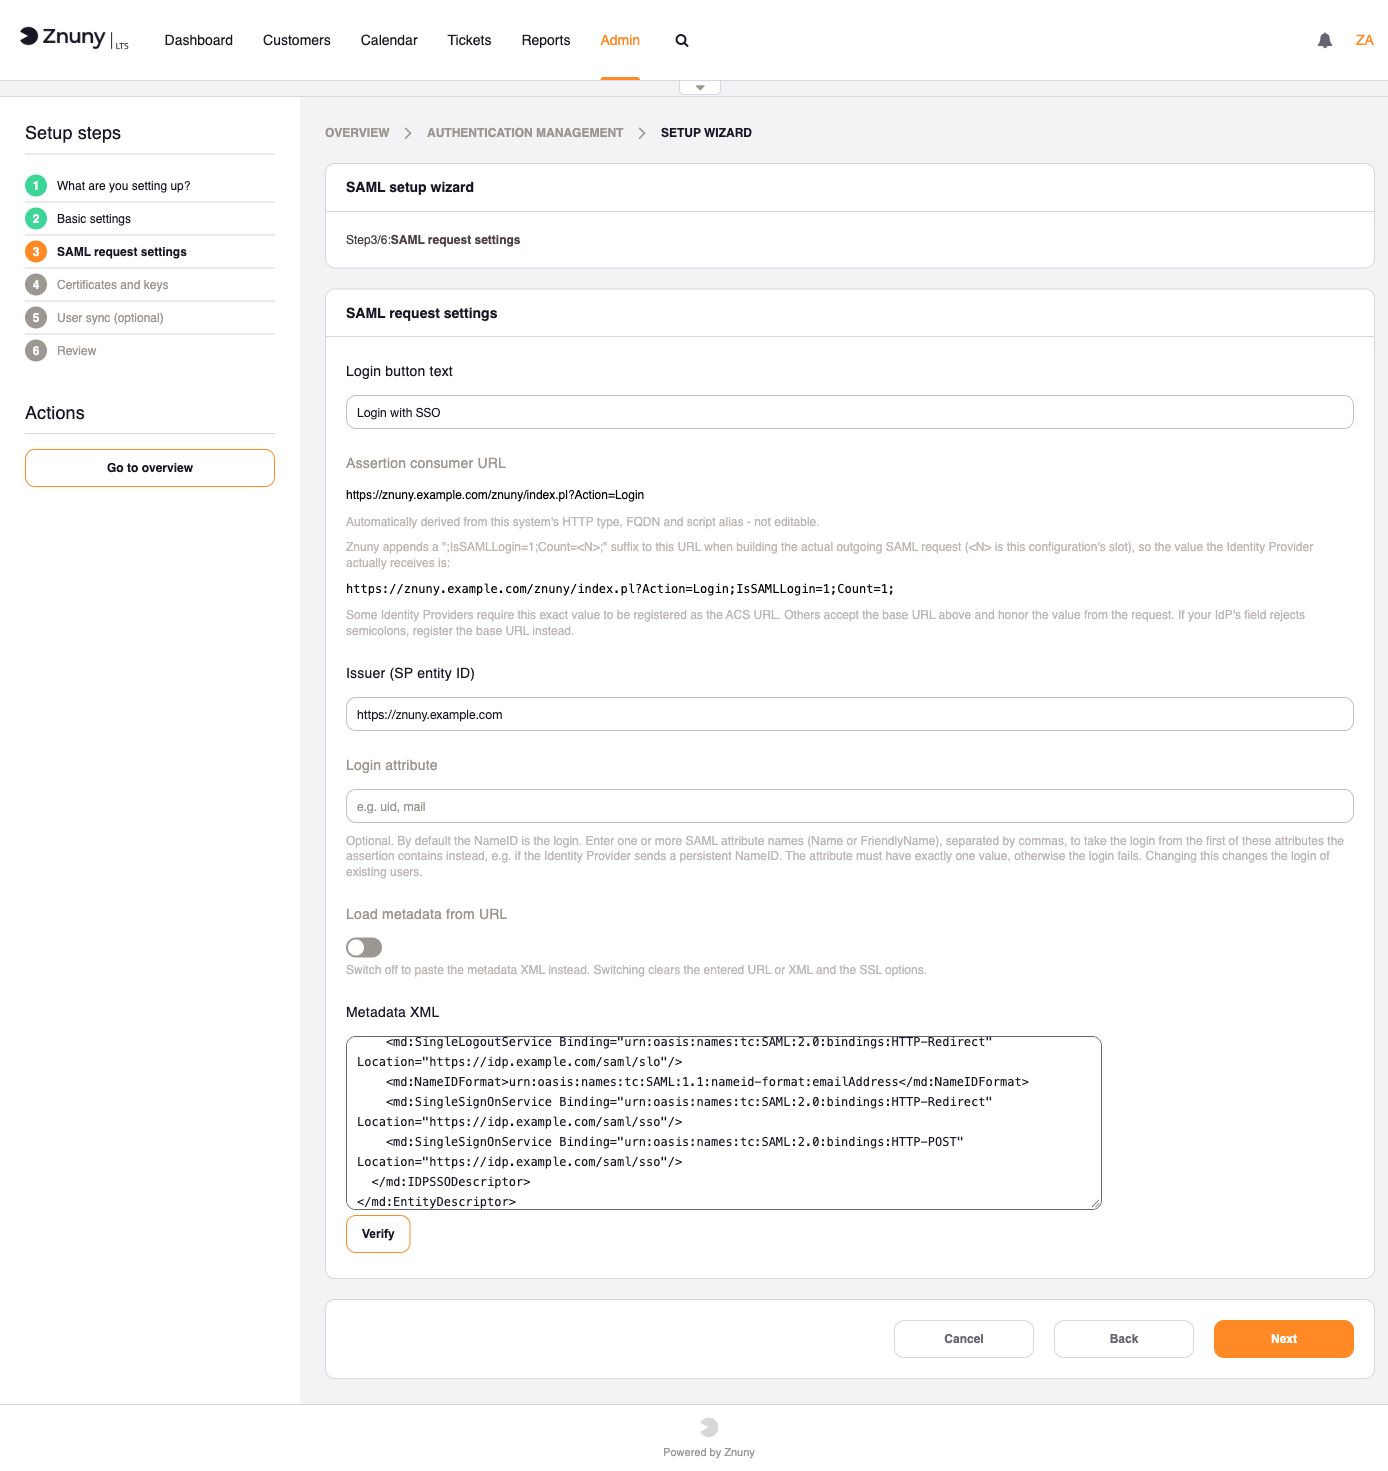 Znuny LTS
Dashboard
Customers
Calendar
Tickets
Reports
Admin
ZA
Setup steps
1 What are you setting up?
2 Basic settings
3 SAML request settings
4 Certificates and keys
5 User sync (optional)
6 Review
Actions
Go to overview
OVERVIEW > AUTHENTICATION MANAGEMENT > SETUP WIZARD
SAML setup wizard
Step3/6:SAML request settings
SAML request settings
Login button text
Login with SSO
Assertion consumer URL
https://znuny.example.com/znuny/index.pl?Action=Login
Automatically derived from this system's HTTP type, FQDN and script alias - not editable.
Znuny appends a ";IsSAMLLogin=1;Count=<N>;" suffix to this URL when building the actual outgoing SAML request (<N> is this configuration's slot), so the value the Identity Provider
actually receives is:
https://znuny.example.com/znuny/index.pl?Action=Login;IsSAMLLogin=1;Count=1;
Some Identity Providers require this exact value to be registered as the ACS URL. Others accept the base URL above and honor the value from the request. If your IdP's field rejects
semicolons, register the base URL instead.
Issuer (SP entity ID)
https://znuny.example.com
Login attribute
e.g. uid, mail
Optional. By default the NameID is the login. Enter one or more SAML attribute names (Name or FriendlyName), separated by commas, to take the login from the first of these attributes the
assertion contains instead, e.g. if the Identity Provider sends a persistent NameID. The attribute must have exactly one value, otherwise the login fails. Changing this changes the login of
existing users.
Load metadata from URL
Switch off to paste the metadata XML instead. Switching clears the entered URL or XML and the SSL options.
Metadata XML
<md:SingleLogoutService Binding="urn:oasis:names:tc:SAML:2.0:bindings:HTTP-Redirect"
Location="https://idp.example.com/saml/slo"/>
<md:NameIDFormat>urn:oasis:names:tc:SAML:1.1:nameid-format:emailAddress</md:NameIDFormat>
<md:SingleSignOnService Binding="urn:oasis:names:tc:SAML:2.0:bindings:HTTP-Redirect"
Location="https://idp.example.com/saml/sso"/>
<md:SingleSignOnService Binding="urn:oasis:names:tc:SAML:2.0:bindings:HTTP-POST"
Location="https://idp.example.com/saml/sso"/>
</md:IDPSSODescriptor>
</md:EntityDescriptor>
Verify
Cancel
Back
Next
Powered by Znuny